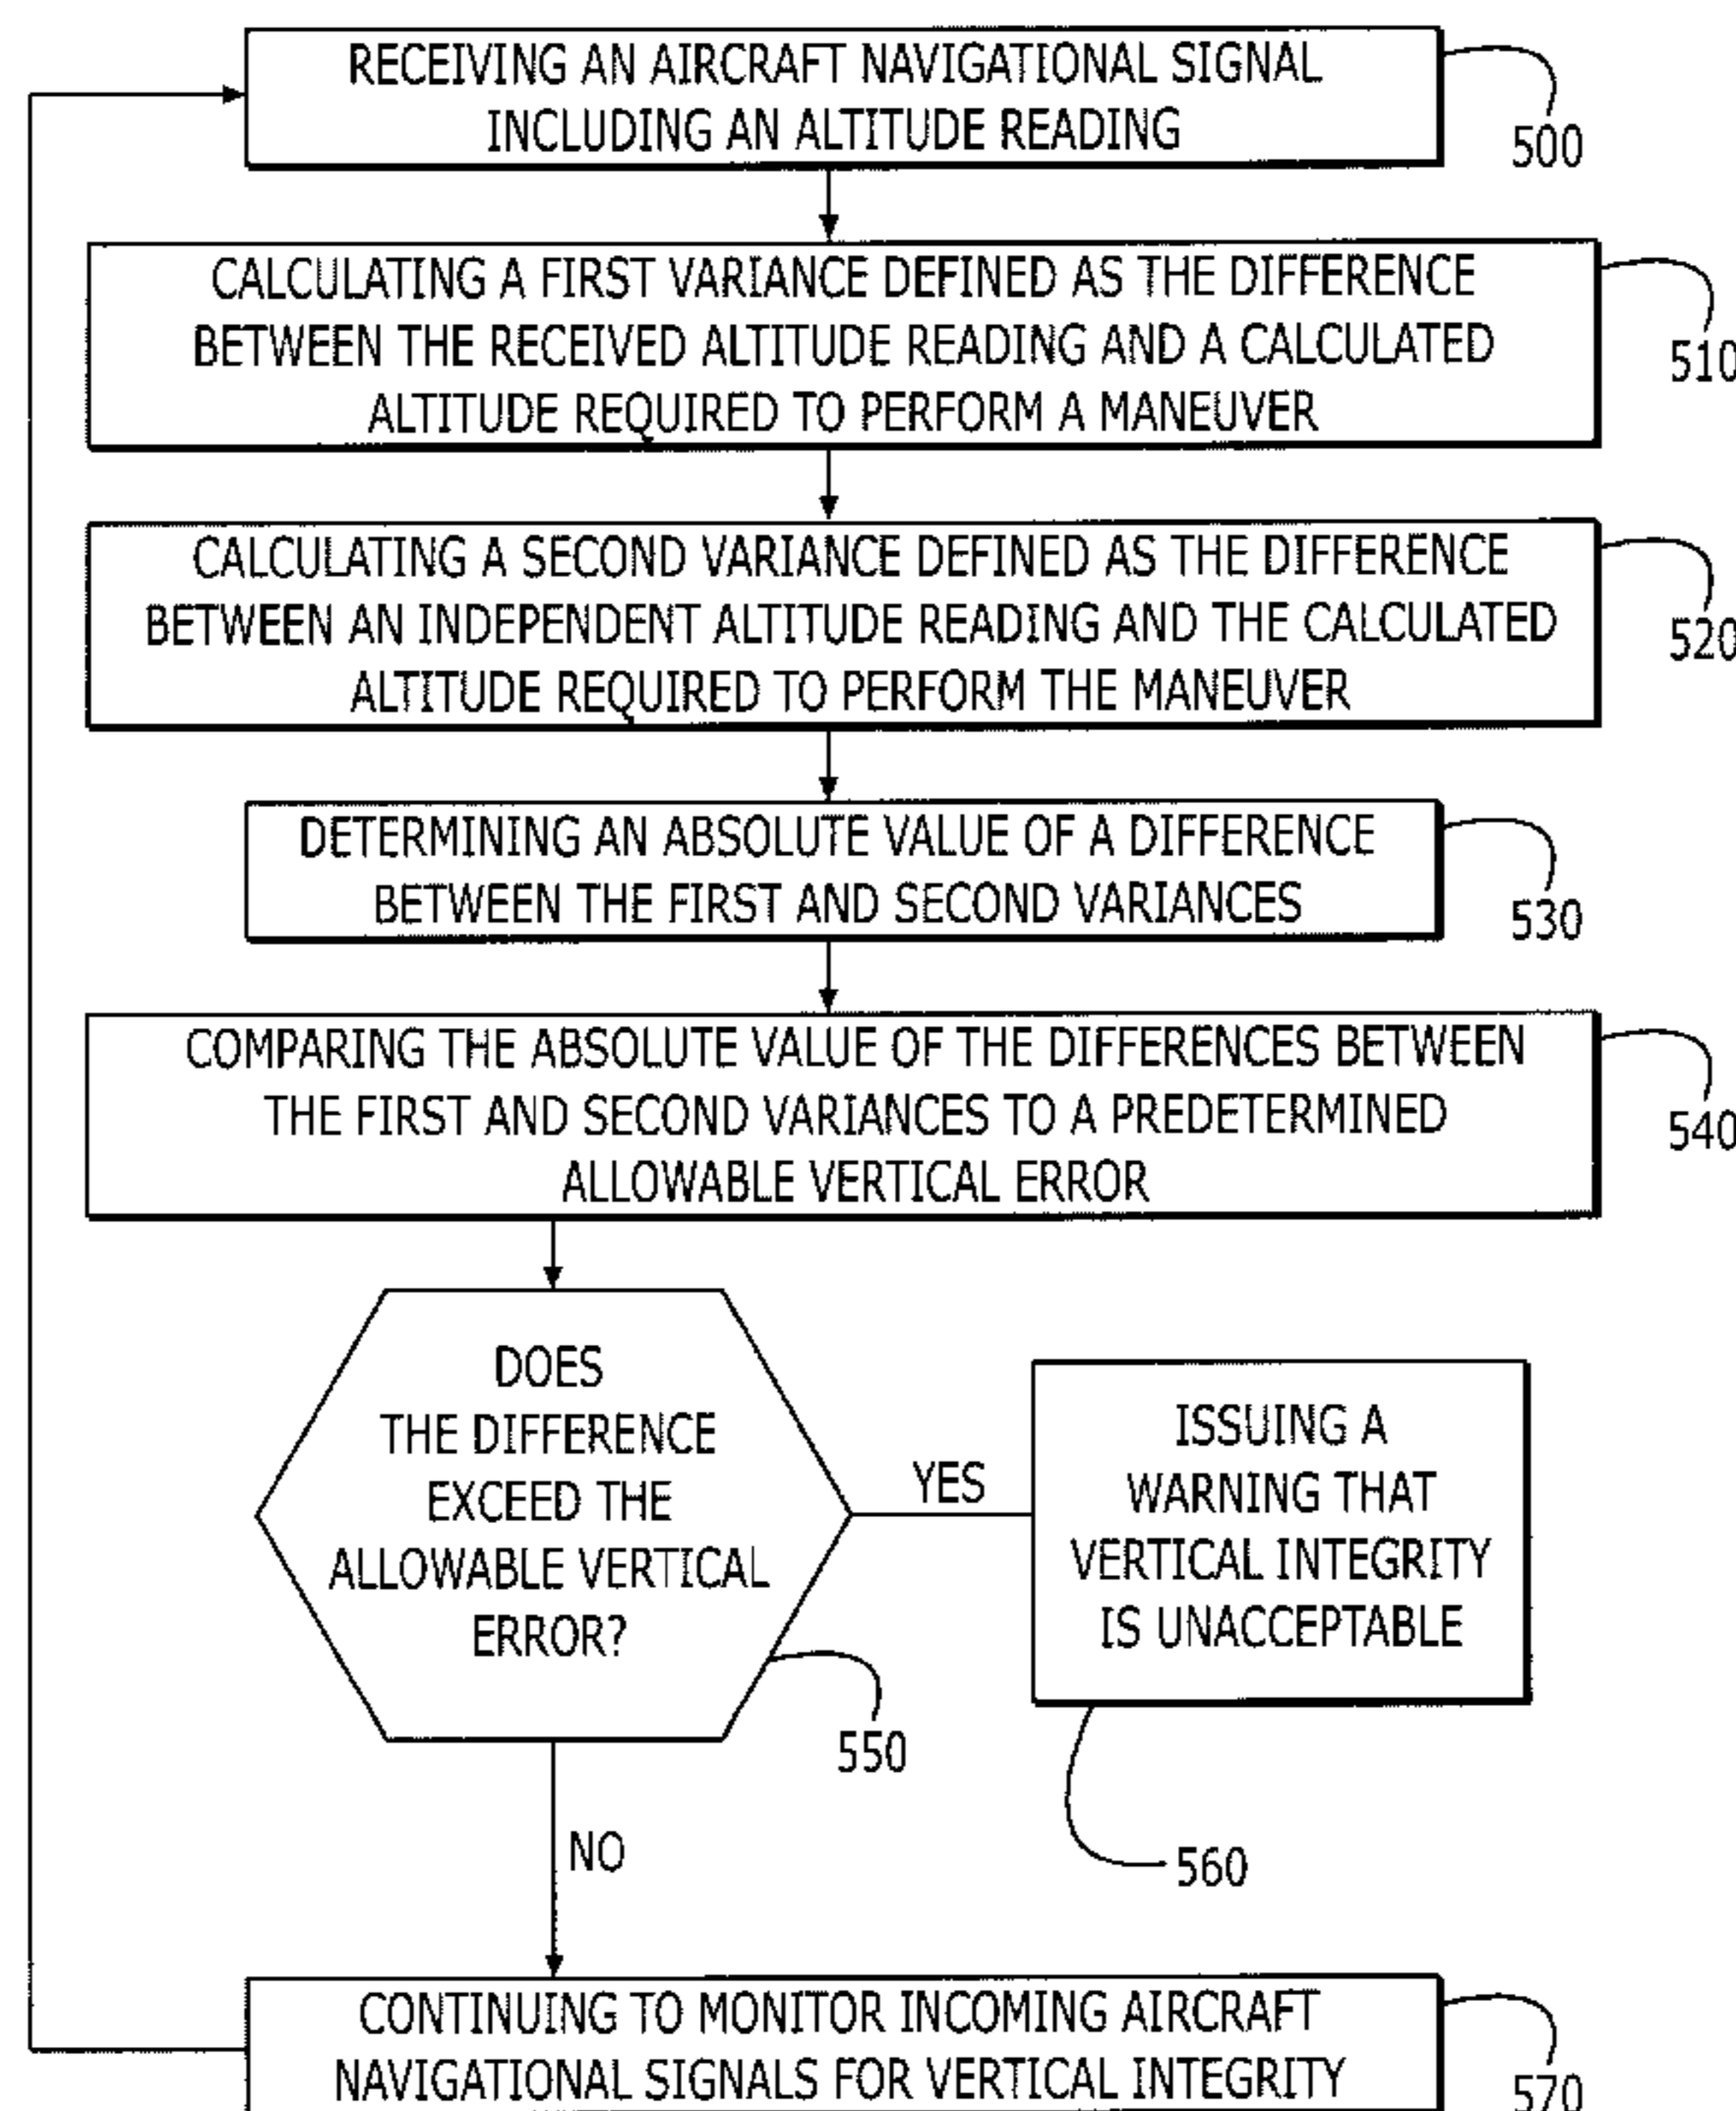 RECEIVING AN AIRCRAFT NAVIGATIONAL SIGNAL
INCLUDING AN ALTITUDE READING
500
CALCULATING A FIRST VARIANCE DEFINED AS THE DIFFERENCE
BETWEEN THE RECEIVED ALTITUDE READING AND A CALCULATED
ALTITUDE REQUIRED TO PERFORM A MANEUVER
510
CALCULATING A SECOND VARIANCE DEFINED AS THE DIFFERENCE
BETWEEN AN INDEPENDENT ALTITUDE READING AND THE CALCULATED
ALTITUDE REQUIRED TO PERFORM THE MANEUVER
520
DETERMINING AN ABSOLUTE VALUE OF A DIFFERENCE
BETWEEN THE FIRST AND SECOND VARIANCES
530
COMPARING THE ABSOLUTE VALUE OF THE DIFFERENCES BETWEEN
THE FIRST AND SECOND VARIANCES TO A PREDETERMINED
ALLOWABLE VERTICAL ERROR
540
DOES
THE DIFFERENCE
EXCEED THE
ALLOWABLE VERTICAL
ERROR?
550
YES
ISSUING A
WARNING THAT
VERTICAL INTEGRITY
IS UNACCEPTABLE
560
NO
CONTINUING TO MONITOR INCOMING AIRCRAFT
NAVIGATIONAL SIGNALS FOR VERTICAL INTEGRITY
570